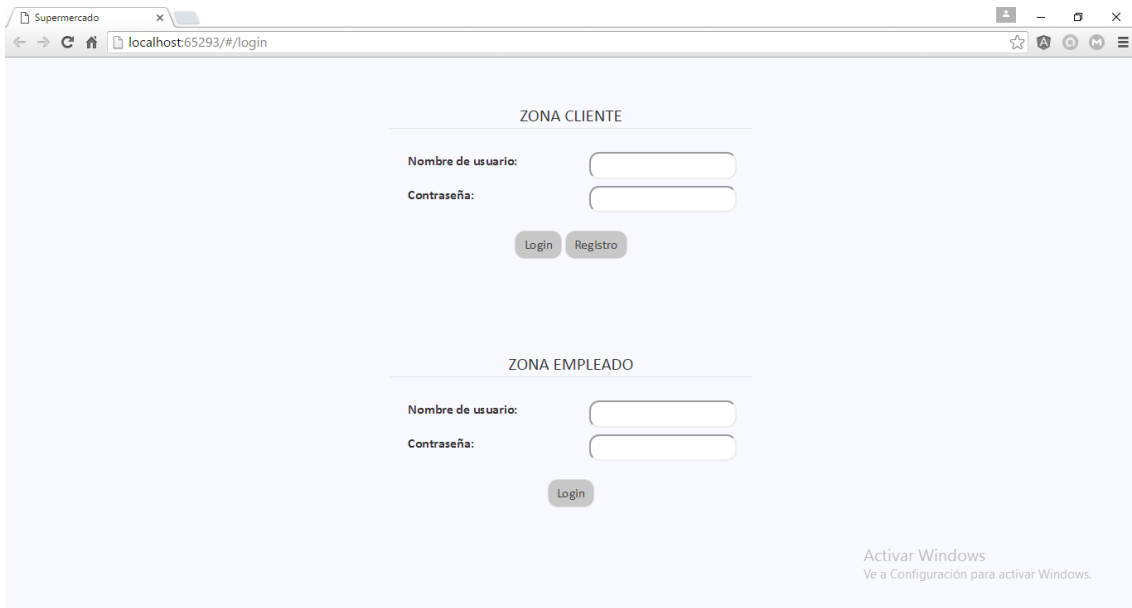 Supermercado
localhost:65293/#/login
ZONA CLIENTE
Nombre de usuario:
Contraseña:
Login Registro
ZONA EMPLEADO
Nombre de usuario:
Contraseña:
Login
Activar Windows
Ve a Configuración para activar Windows.